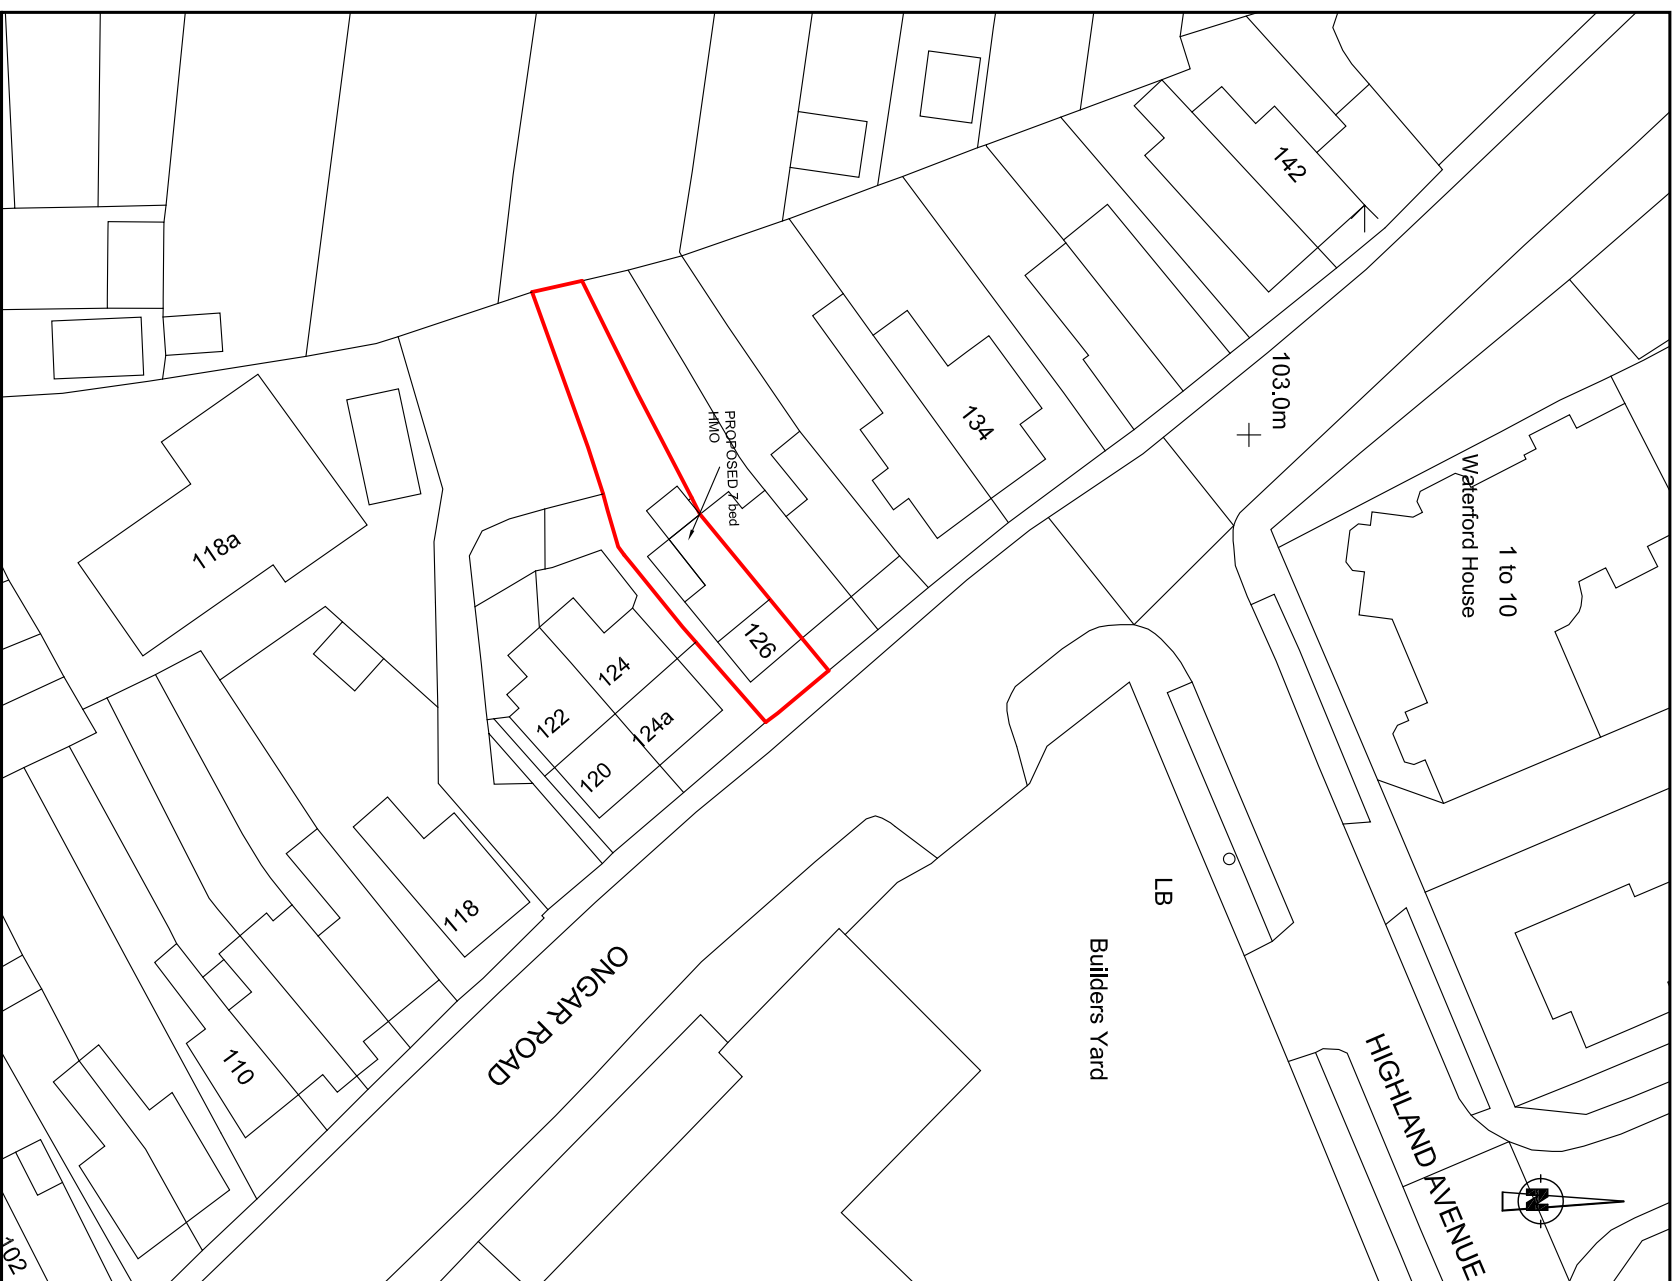 142
103.0m
134
PROPOSED 7 bed
HMO
1 to 10
Waterford House
118a
126
124
124a
122
120
118
LB
Builders Yard
ONGAR ROAD
110
HIGHLAND AVENUE
N
102